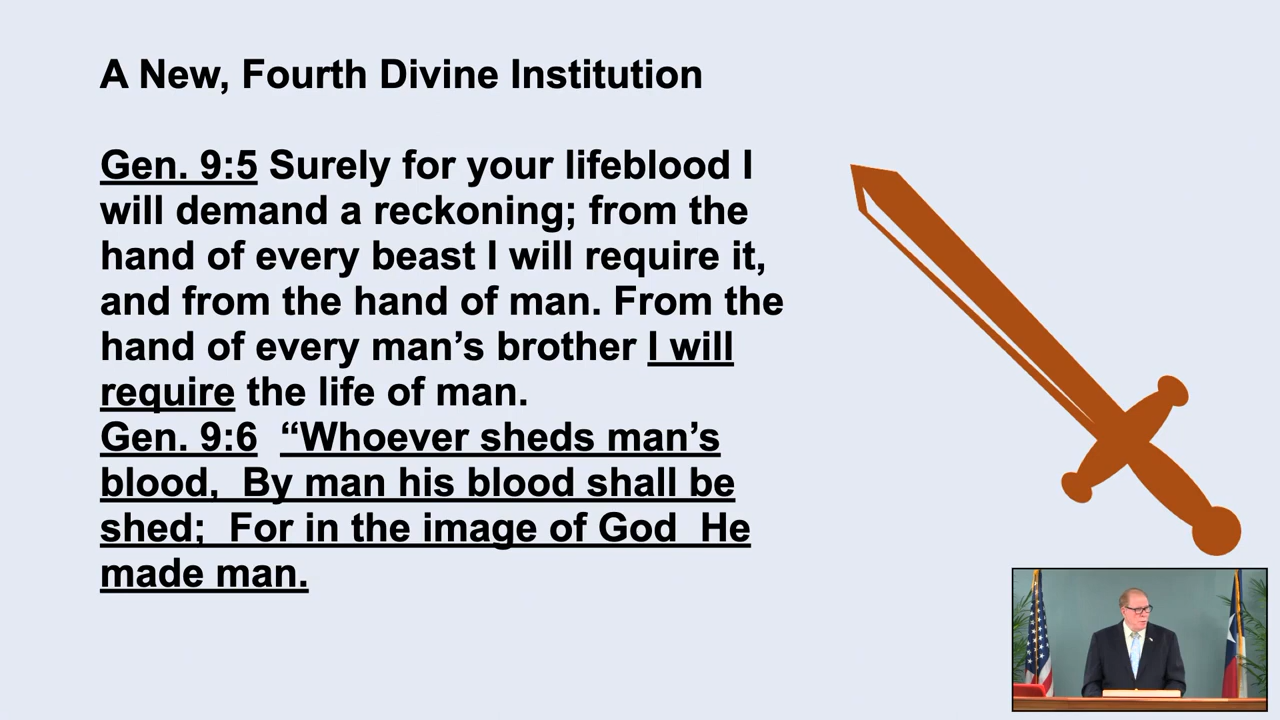 A New, Fourth Divine Institution
Gen. 9:5 Surely for your lifeblood I
will demand a reckoning; from the
hand of every beast I will require it,
and from the hand of man. From the
hand of every man’s brother I will
require the life of man.
Gen. 9:6  “Whoever sheds man’s
blood,  By man his blood shall be
shed;  For in the image of God  He
made man.